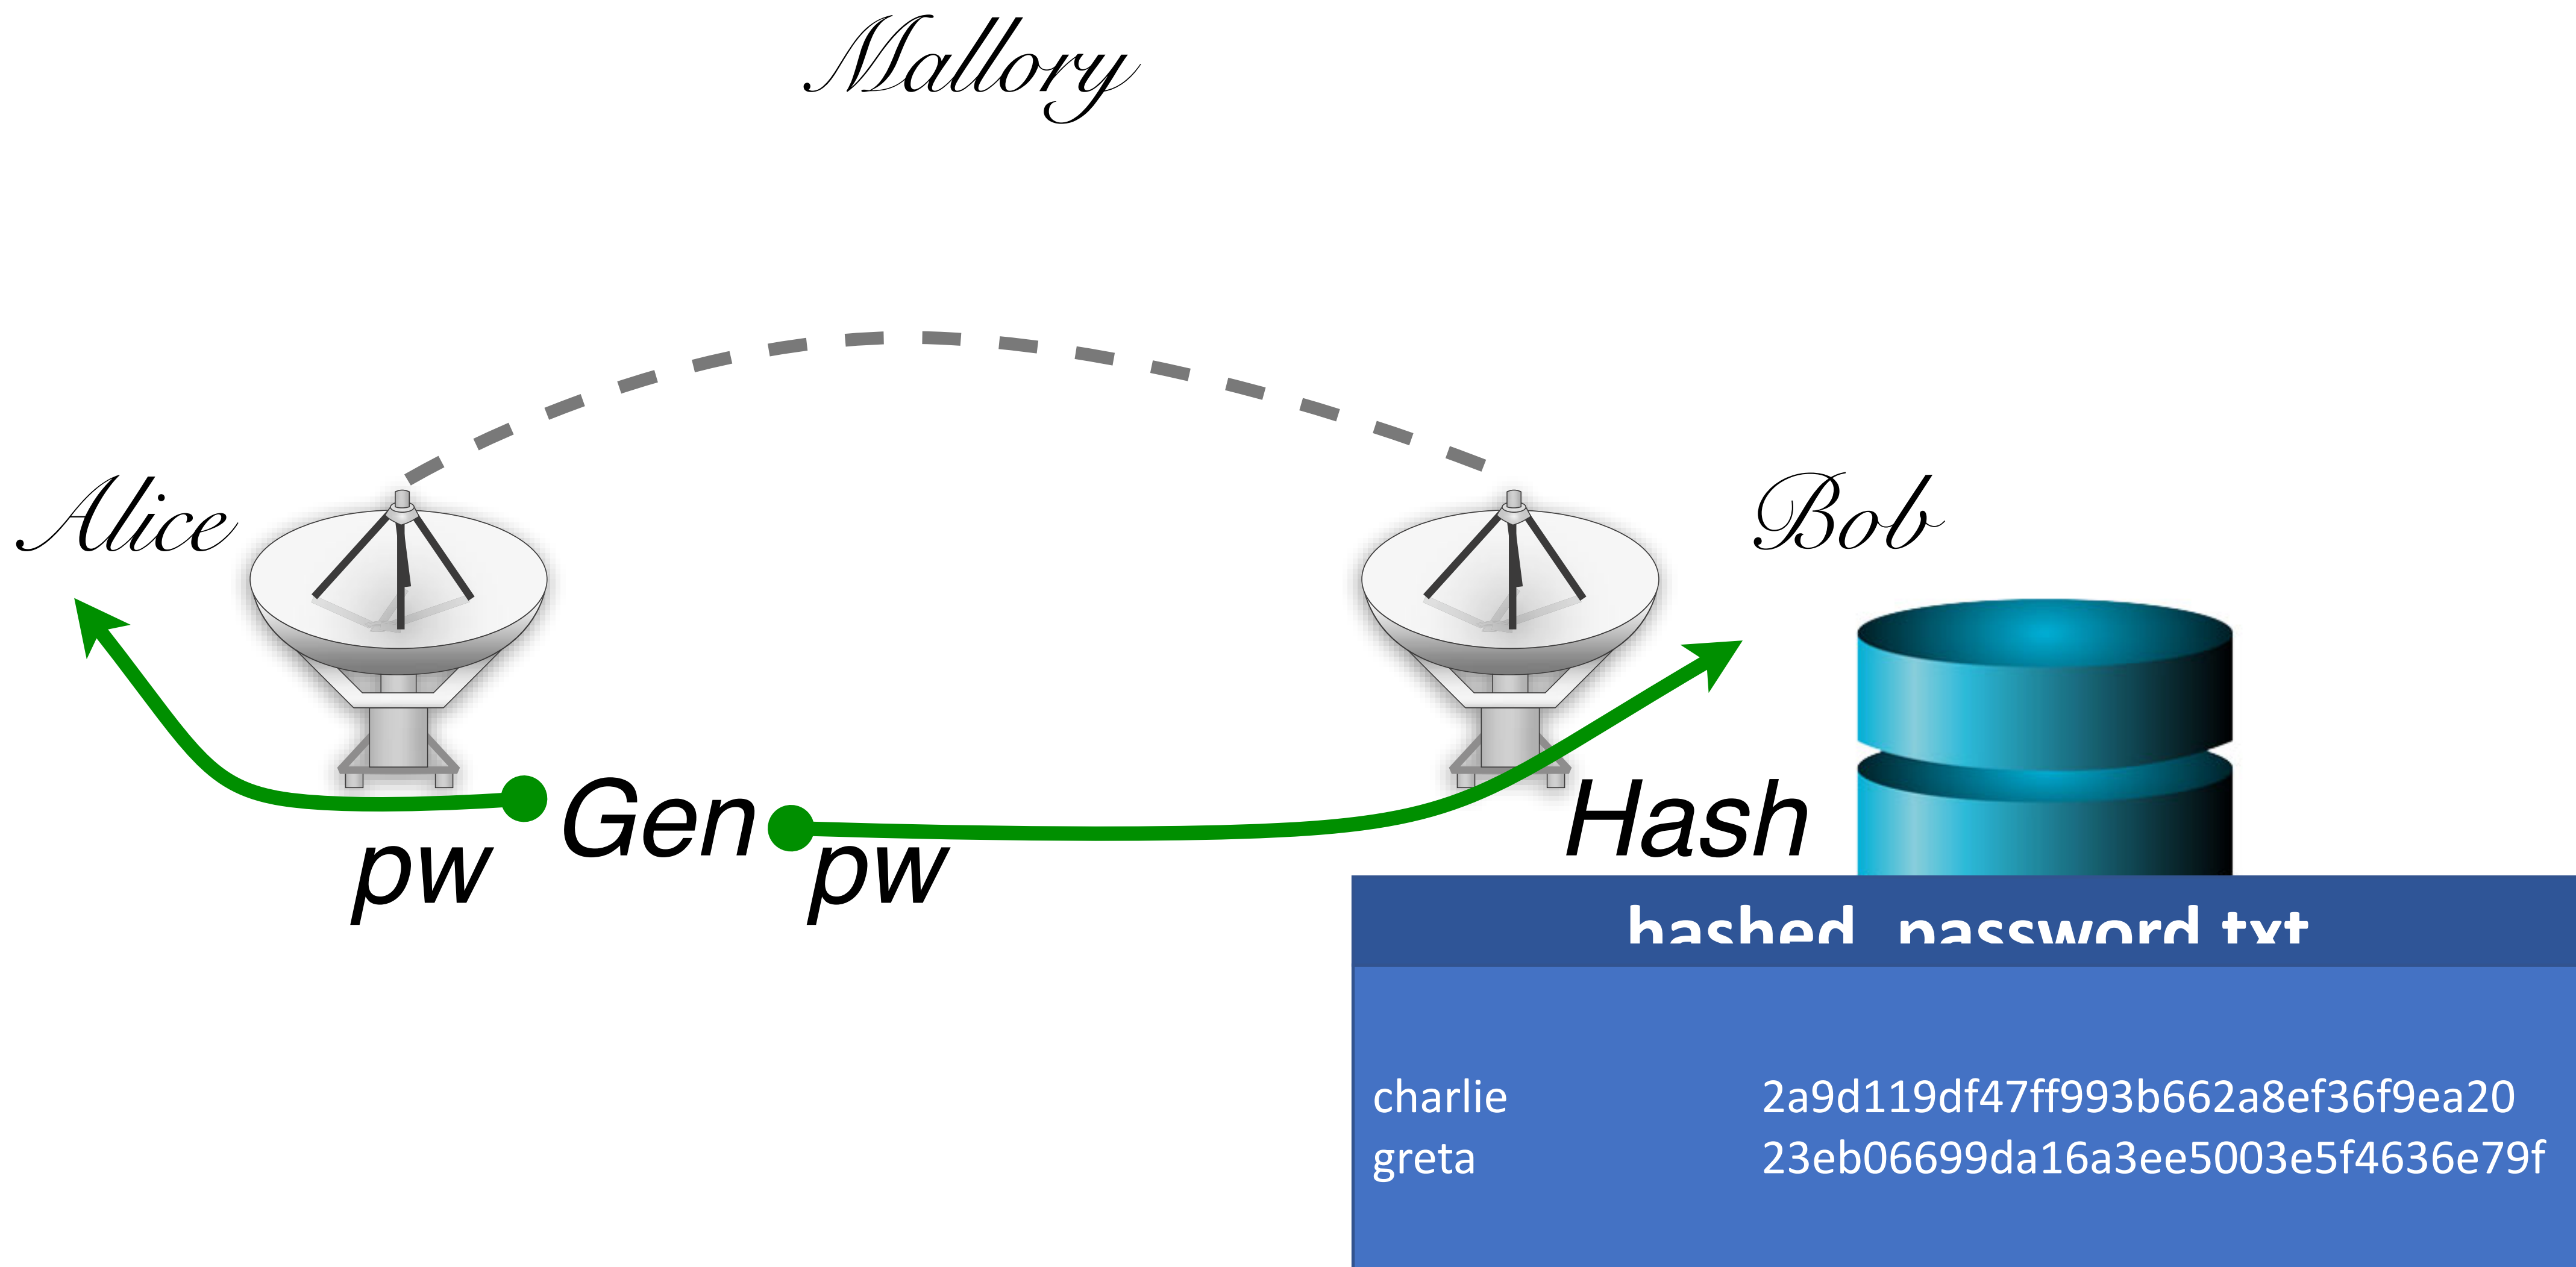 Mallory
Alice
Bob
Gen
Hash
pw
pw
hashed_password.txt
charlie 2a9d119df47ff993b662a8ef36f9ea20
greta 23eb06699da16a3ee5003e5f4636e79f